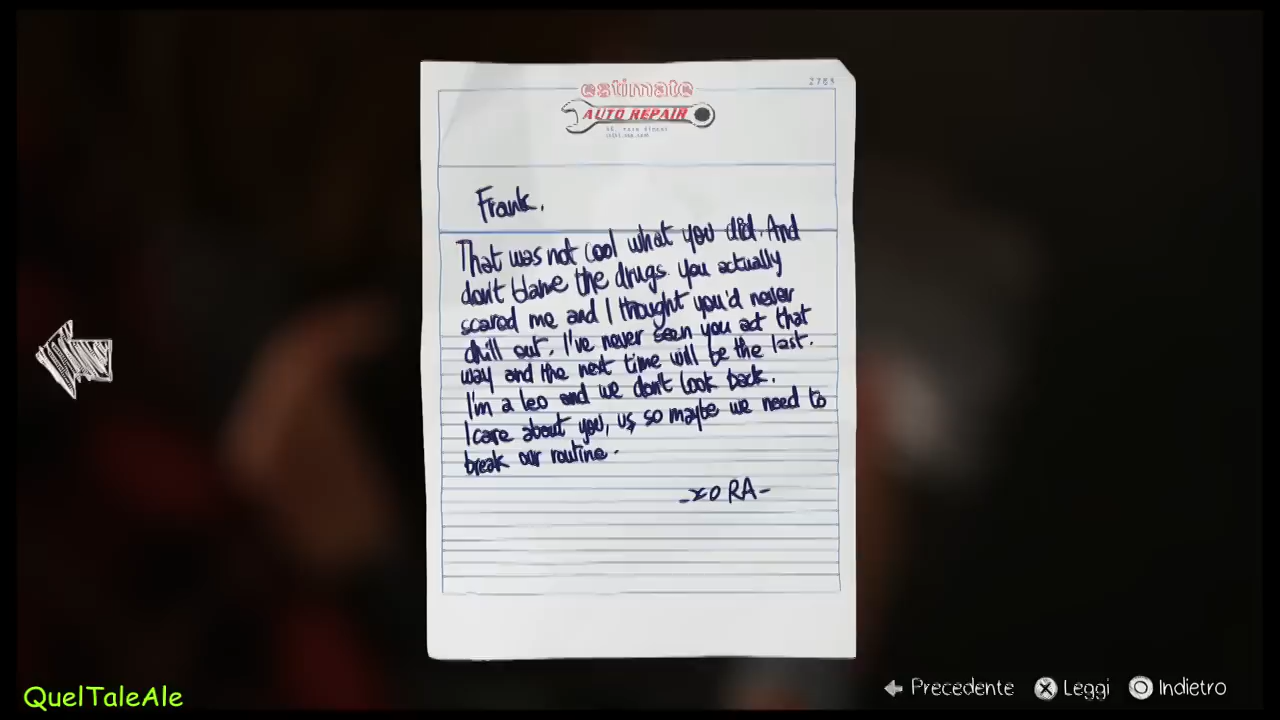 estimate
2763
AUTO REPAIR
Frank.
That was not cool what you did. And
don't blame the drugs. You actually
scared me and I thought you'd never
chill out. I've never seen you act that
way and the next time will be the last.
I'm a leo and we don't look back.
I care about you, us, so maybe we need to
break our routine.
-xo RA-
Precedente
Leggi
Indietro
QuelTaleAle